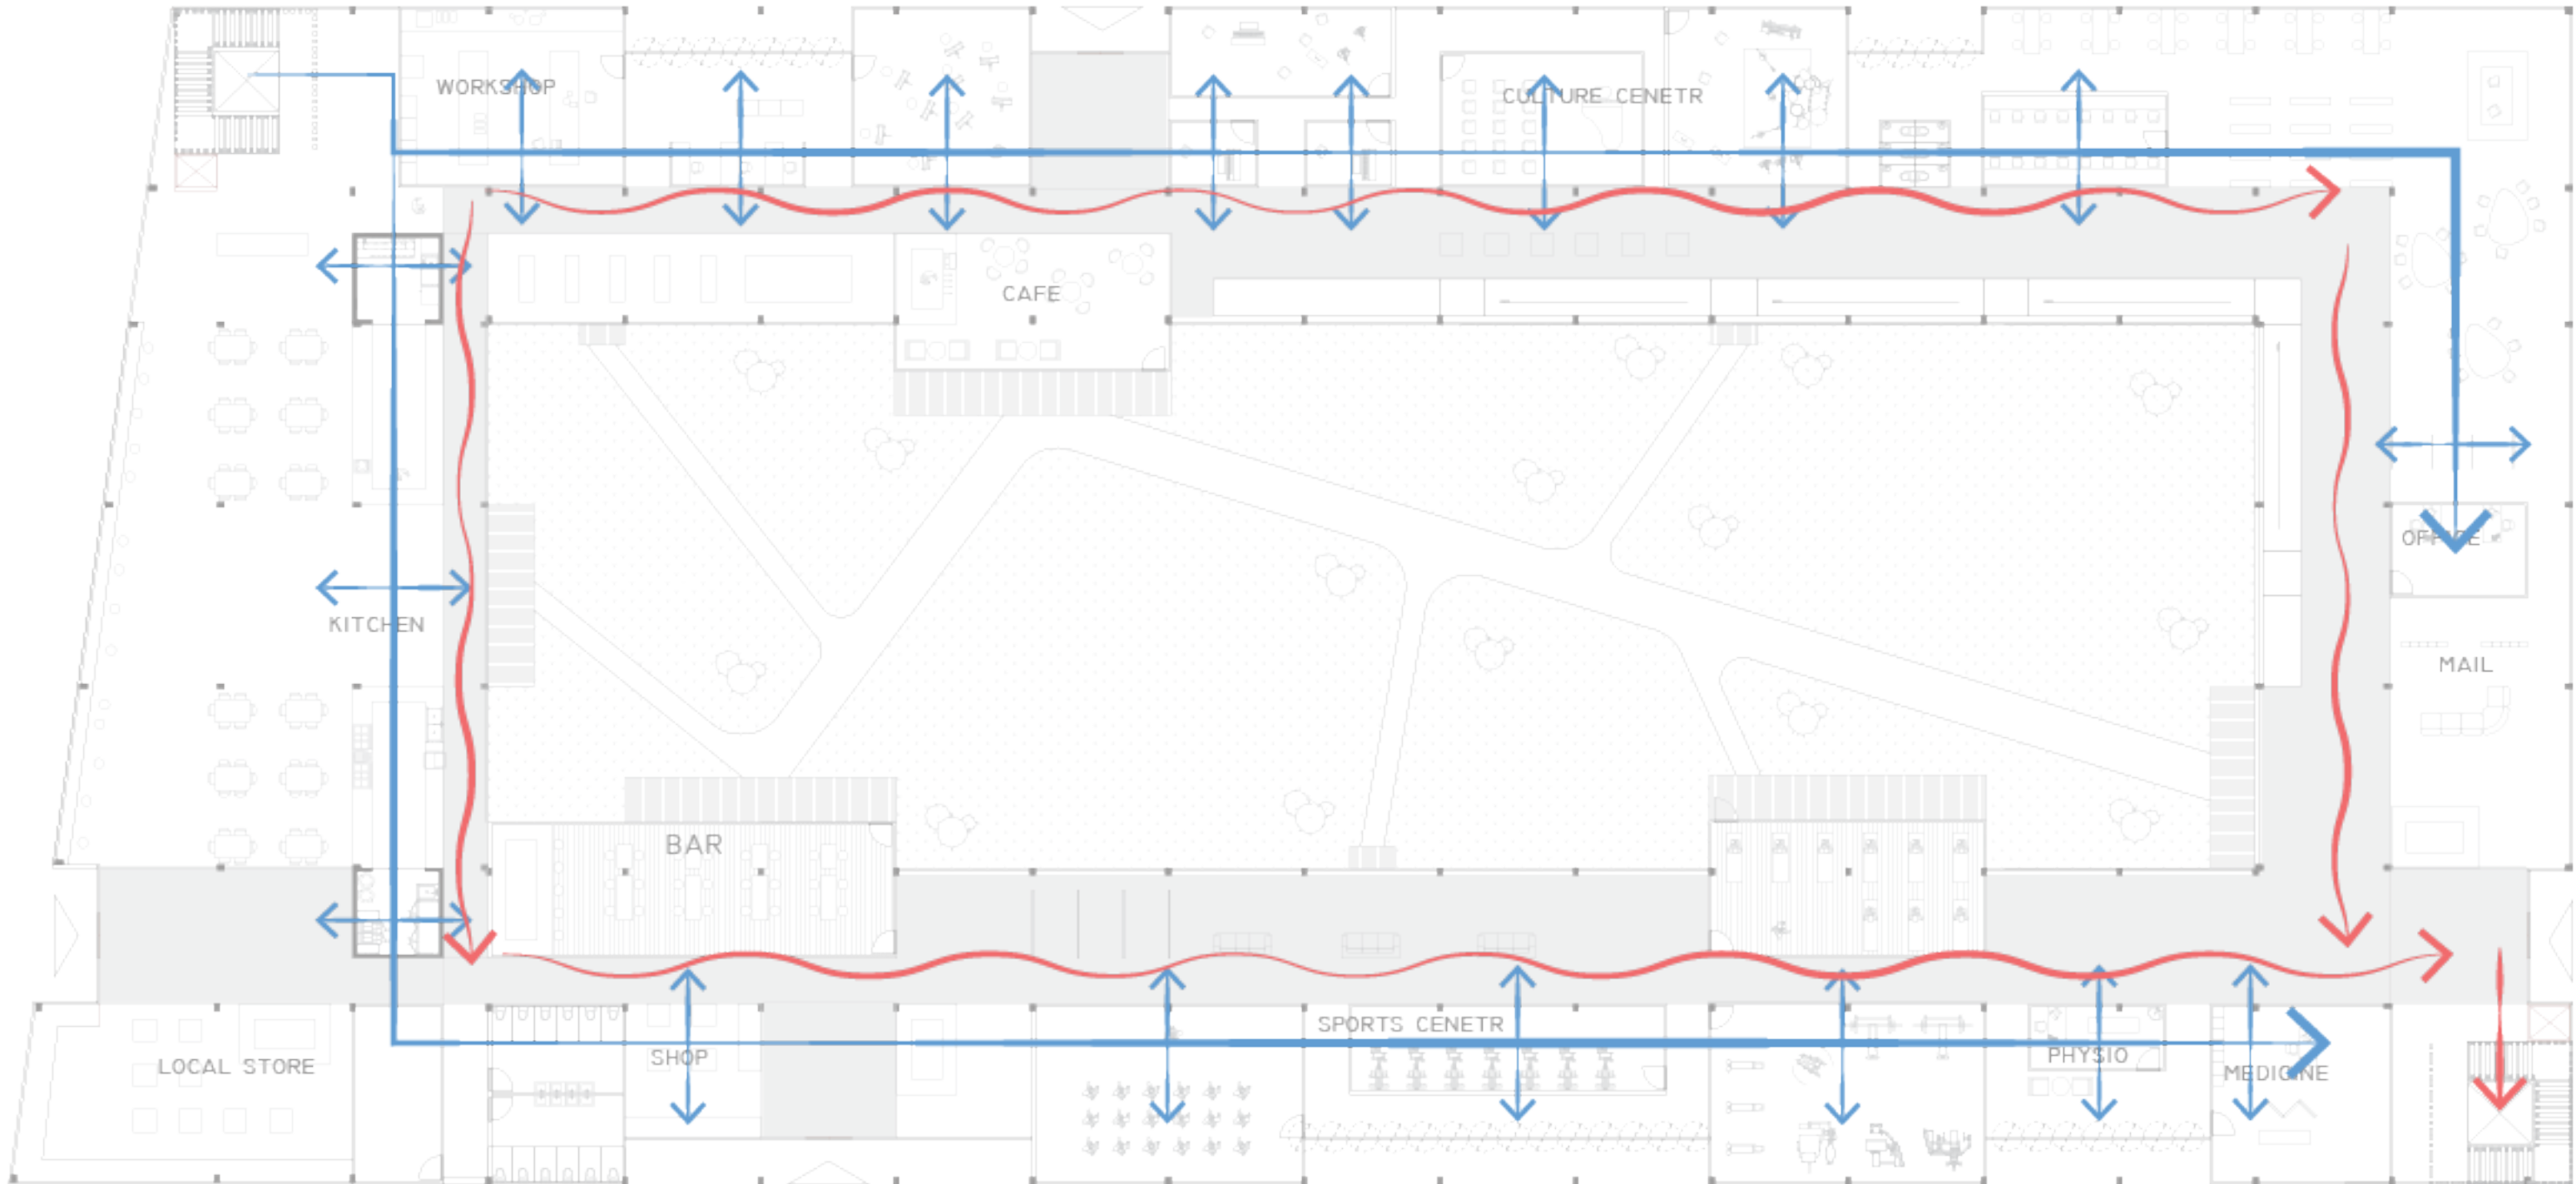 WORKSHOP
CULTURE CENETR
CAFE
OFFICE
KITCHEN
MAIL
BAR
SPORTS CENETR
SHOP
PHYSIO
LOCAL STORE
MEDICINE